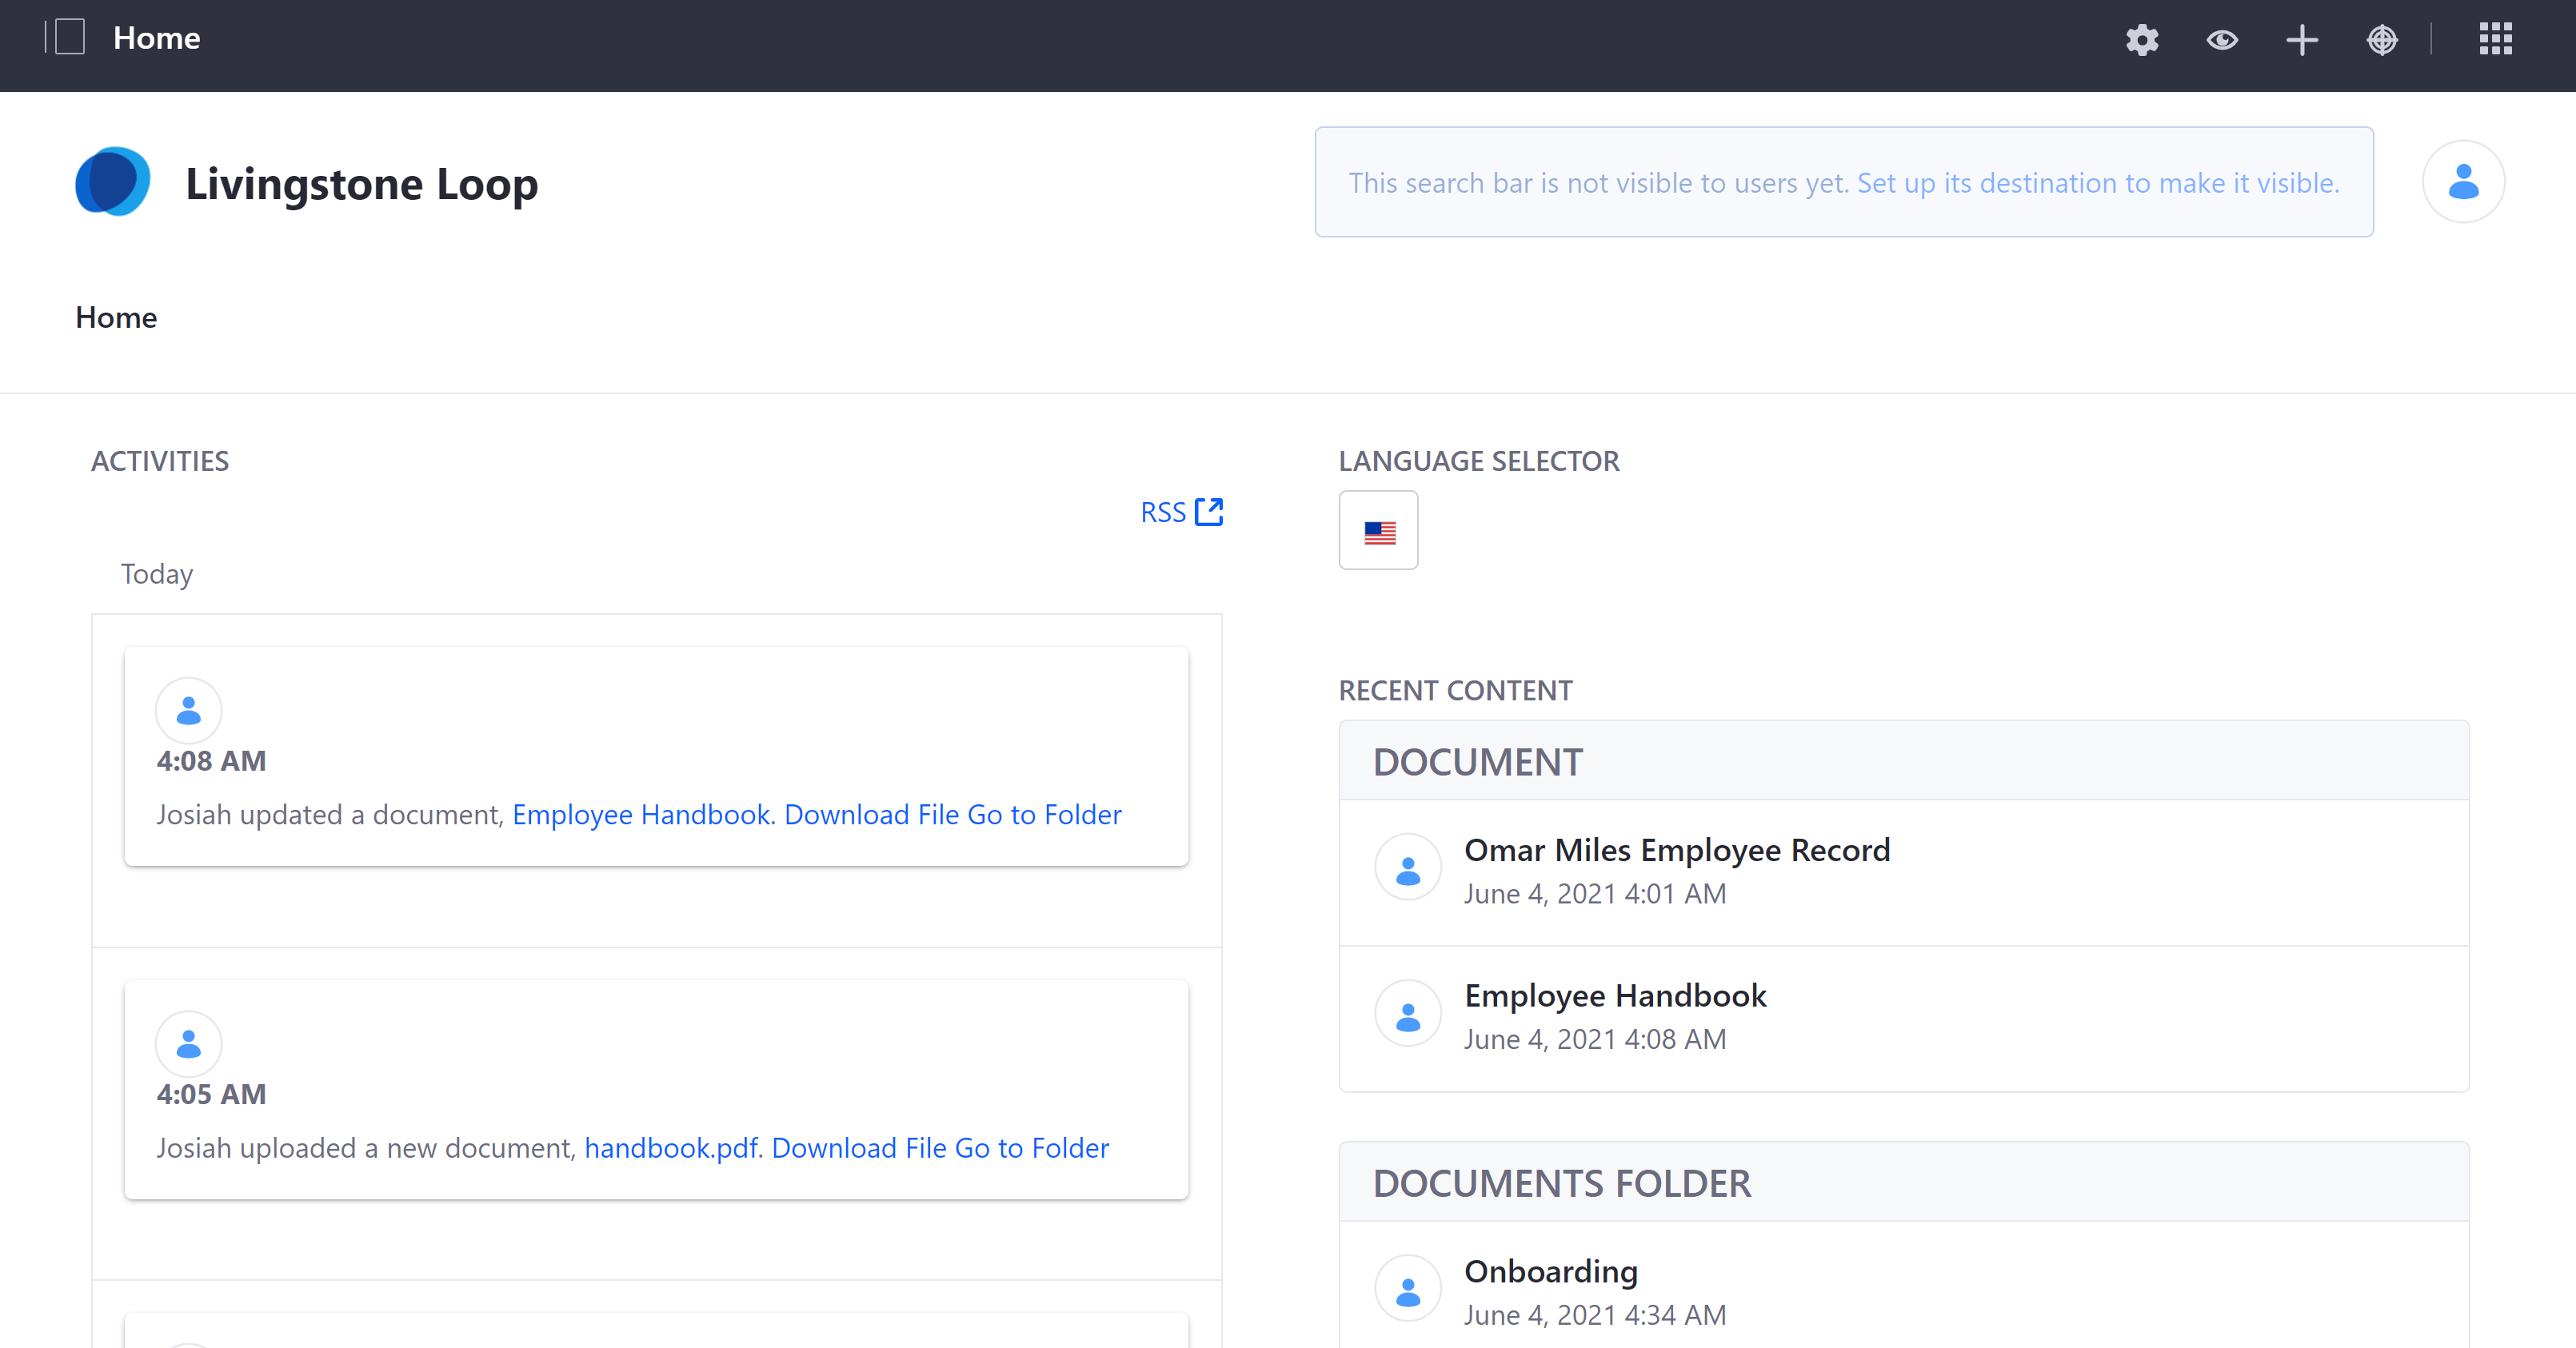 Home
Livingstone Loop
This search bar is not visible to users yet. Set up its destination to make it visible.
Home
ACTIVITIES
RSS
Today
4:08 AM
Josiah updated a document, Employee Handbook. Download File Go to Folder
4:05 AM
Josiah uploaded a new document, handbook.pdf. Download File Go to Folder
LANGUAGE SELECTOR
RECENT CONTENT
DOCUMENT
Omar Miles Employee Record
June 4, 2021 4:01 AM
Employee Handbook
June 4, 2021 4:08 AM
DOCUMENTS FOLDER
Onboarding
June 4, 2021 4:34 AM